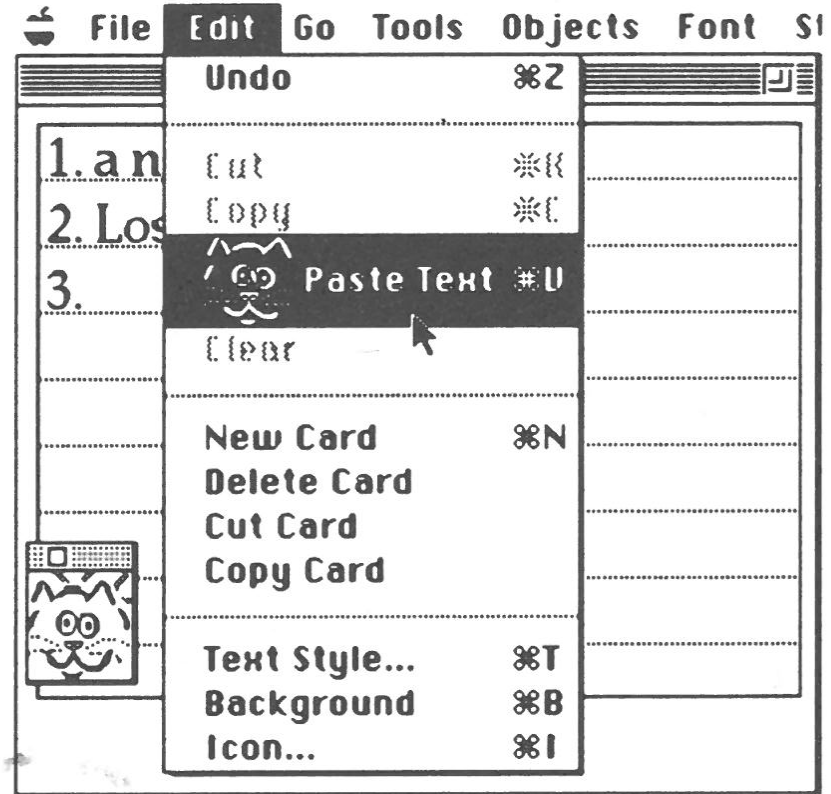 File Edit Go Tools Objects Font St
Undo ⌘Z
1. a n
Cut ⌘X
2. Los
Copy ⌘C
3.
Paste Text ⌘V
Clear
New Card ⌘N
Delete Card
Cut Card
Copy Card
Text Style... ⌘T
Background ⌘B
Icon... ⌘I